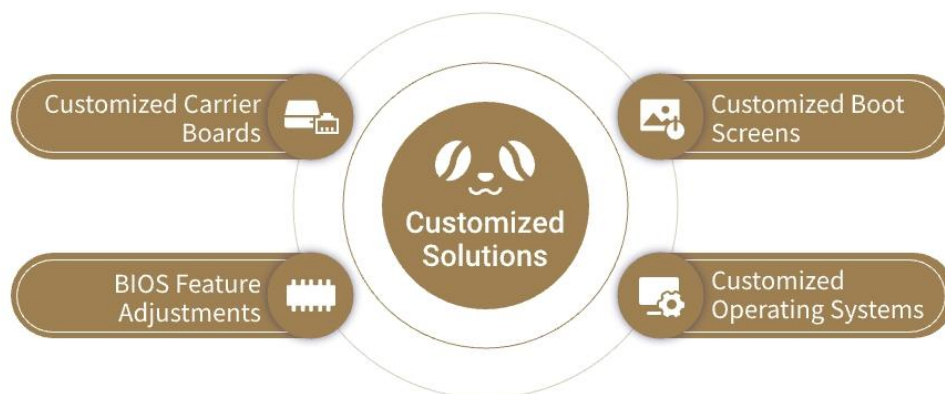 Customized Carrier
Boards
Customized Boot
Screens
Customized
Solutions
BIOS Feature
Adjustments
Customized
Operating Systems